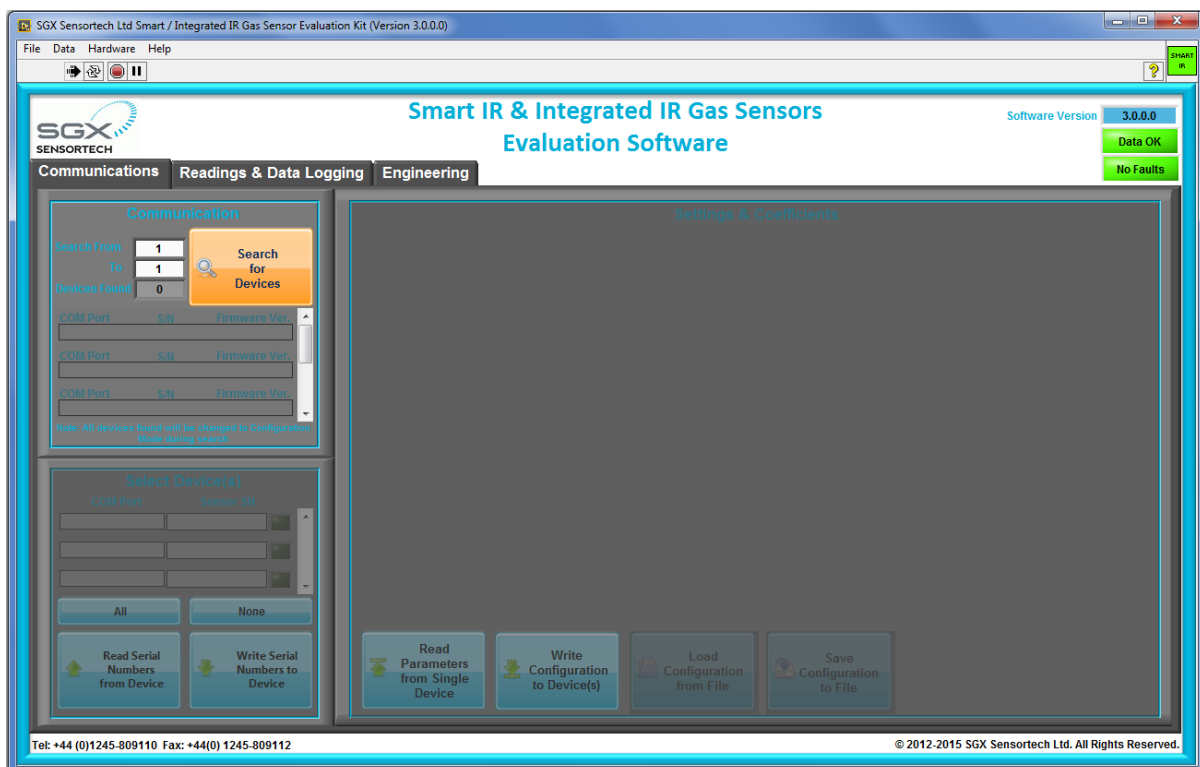 SGX Sensortech Ltd Smart / Integrated IR Gas Sensor Evaluation Kit (Version 3.0.0.0)
File Data Hardware Help
SMART
IR
SGX
SENSORTECH
Smart IR & Integrated IR Gas Sensors
Evaluation Software
Software Version 3.0.0.0
Data OK
No Faults
Communications Readings & Data Logging Engineering
Communication
Search From 1
To 1
Devices Found 0
Search
for
Devices
COM Port S/N Firmware Ver.
COM Port S/N Firmware Ver.
COM Port S/N Firmware Ver.
Note: All devices found will be changed to Configuration
Mode during search
Select Device(s)
COM Port Sensor S/N
All None
Read Serial
Numbers
from Device
Write Serial
Numbers to
Device
Settings & Coefficients
Read
Parameters
from Single
Device
Write
Configuration
to Device(s)
Load
Configuration
from File
Save
Configuration
to File
Tel: +44 (0)1245-809110 Fax: +44(0) 1245-809112
© 2012-2015 SGX Sensortech Ltd. All Rights Reserved.